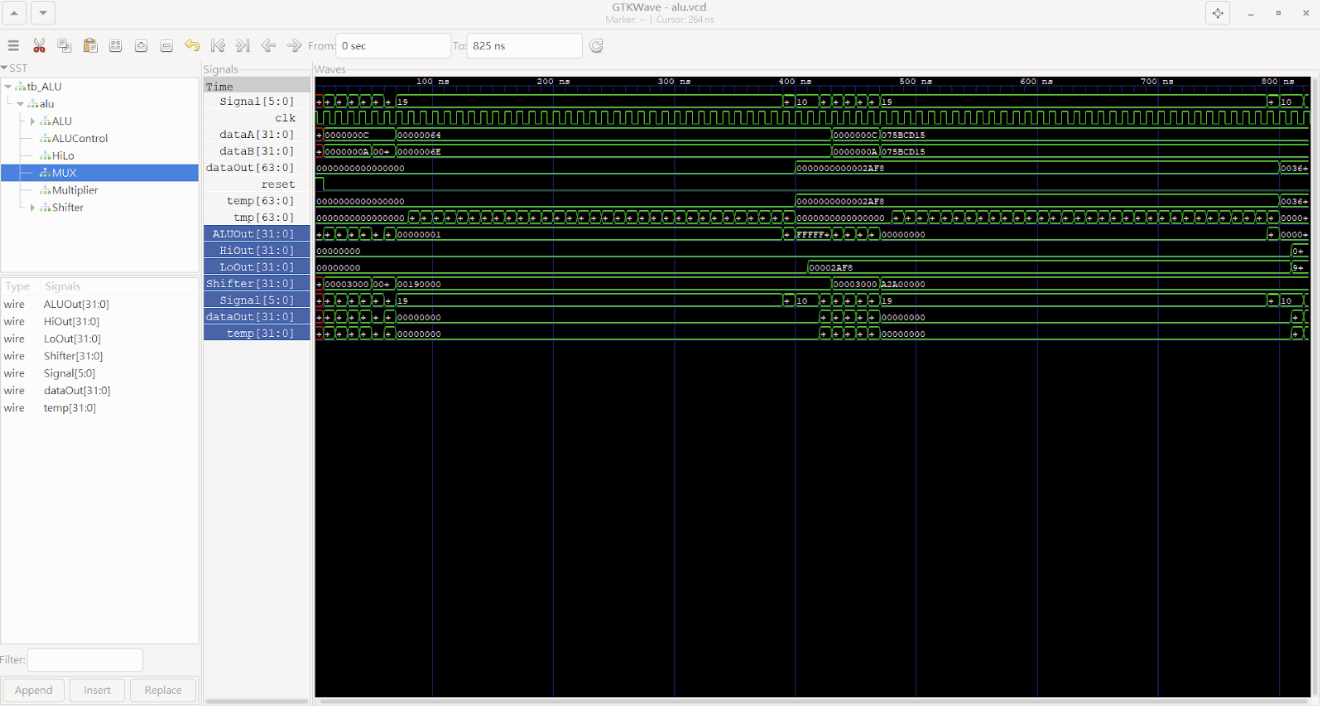 GTKWave - alu.vcd
Marker: -- | Cursor: 264 ns
From: 0 sec To: 825 ns
SST
tb_ALU
alu
ALU
ALUControl
HiLo
MUX
Multiplier
Shifter
Type Signals
wire ALUOut[31:0]
wire HiOut[31:0]
wire LoOut[31:0]
wire Shifter[31:0]
wire Signal[5:0]
wire dataOut[31:0]
wire temp[31:0]
Filter:
Append Insert Replace
Signals
Waves
Time 100 ns 200 ns 300 ns 400 ns 500 ns 600 ns 700 ns 800 ns
Signal[5:0] + + + + + + + 19 + 10 + + + + + 19 + 10
clk
dataA[31:0] + 0000000C 00000064 0000000C 075BCD15
dataB[31:0] + 0000000A 00+ 0000006E 0000000A 075BCD15
dataOut[63:0] 0000000000000000 0000000000002AF8 0036+
reset
temp[63:0] 0000000000000000 0000000000002AF8 0036+
tmp[63:0] 0000000000000000 + + + + + + + + + + + + + + + + + + + + + + + + + + + + + + + + 0000000000000000 + + + + + + + + + + + + + + + + + + + + + + + + + + + + + + + + 0000+
ALUOut[31:0] + + + + + + + 00000001 + FFFFF+ + + + + 00000000 + 0000+
HiOut[31:0] 00000000 0+
LoOut[31:0] 00000000 00002AF8 9+
Shifter[31:0] + 00003000 00+ 00190000 00003000 A2A00000
Signal[5:0] + + + + + + + 19 + 10 + + + + + 19 + 10
dataOut[31:0] + + + + + + + 00000000 + + + + + 00000000 +
temp[31:0] + + + + + + + 00000000 + + + + + 00000000 +